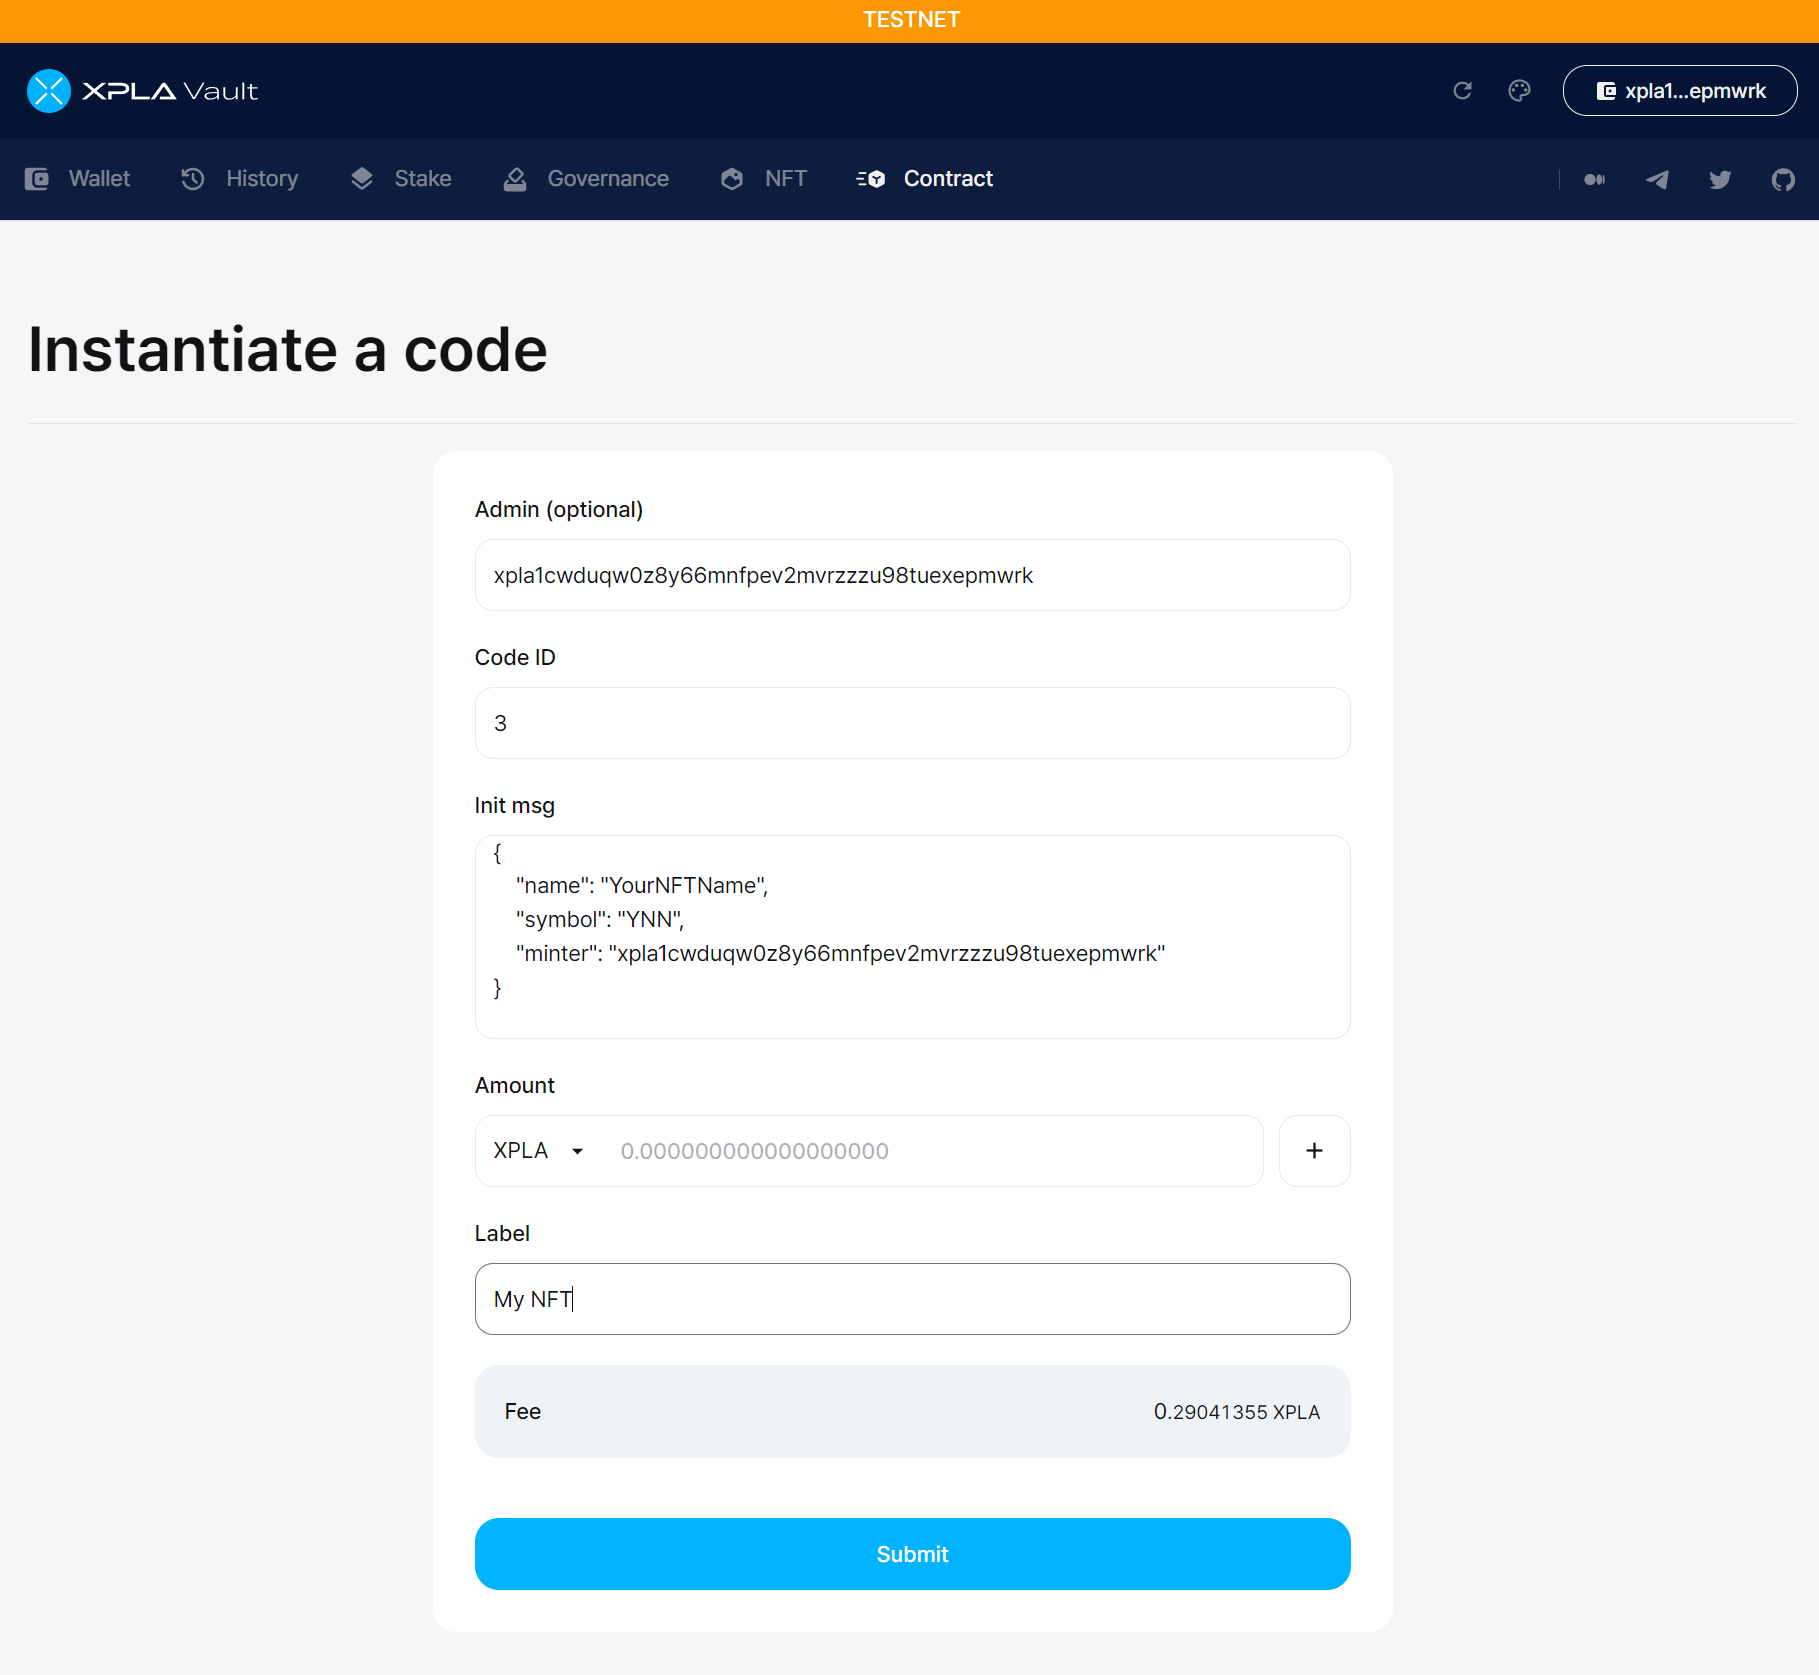 TESTNET
XPLA Vault
xpla1...epmwrk
Wallet History Stake Governance NFT Contract
Instantiate a code
Admin (optional)
xpla1cwduqw0z8y66mnfpev2mvrzzzu98tuexepmwrk
Code ID
3
Init msg
{
"name": "YourNFTName",
"symbol": "YNN",
"minter": "xpla1cwduqw0z8y66mnfpev2mvrzzzu98tuexepmwrk"
}
Amount
XPLA 0.000000000000000000 +
Label
My NFT
Fee 0.29041355 XPLA
Submit